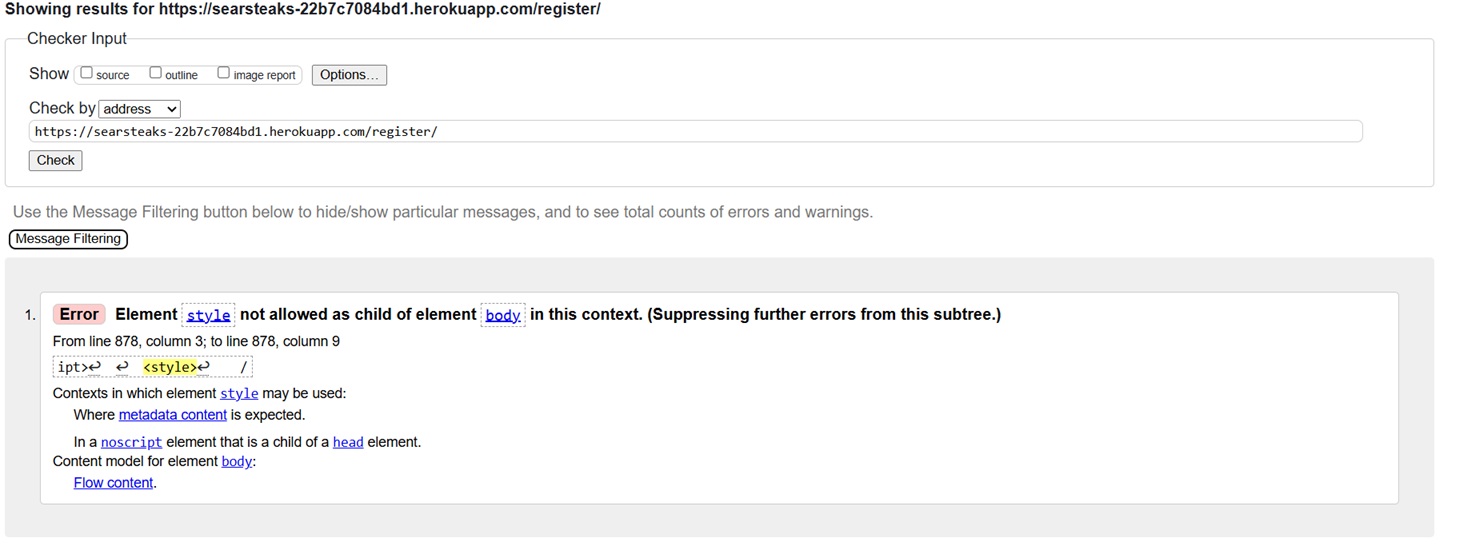 Showing results for https://searsteaks-22b7c7084bd1.herokuapp.com/register/
Checker Input
Show source outline image report Options...
Check by address
https://searsteaks-22b7c7084bd1.herokuapp.com/register/
Check
Use the Message Filtering button below to hide/show particular messages, and to see total counts of errors and warnings.
Message Filtering
1. Error Element style not allowed as child of element body in this context. (Suppressing further errors from this subtree.)
From line 878, column 3; to line 878, column 9
ipt>↩ ↩ <style>↩ /
Contexts in which element style may be used:
Where metadata content is expected.
In a noscript element that is a child of a head element.
Content model for element body:
Flow content.